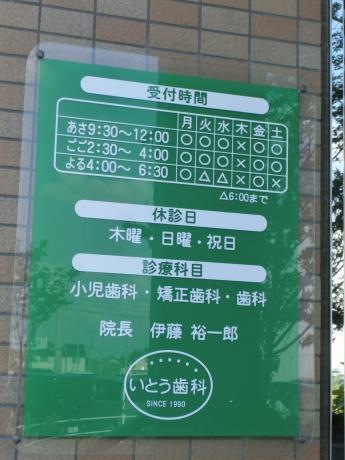 受付時間
月 火 水 木 金 土
あさ9:30〜12:00 ○ ○ ○ × ○ ○
ごご2:30〜 4:00 ○ ○ ○ × ○ ○
よる4:00〜 6:30 ○ △ △ × ○ ×
△6:00まで
休診日
木曜・日曜・祝日
診療科目
小児歯科・矯正歯科・歯科
院長 伊藤 裕一郎
いとう歯科
SINCE 1990